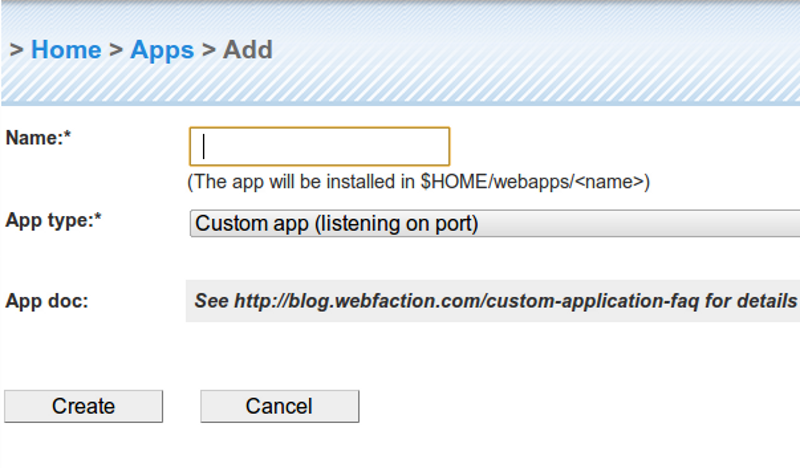 > Home > Apps > Add
Name:*
(The app will be installed in $HOME/webapps/<name>)
App type:* Custom app (listening on port)
App doc: See http://blog.webfaction.com/custom-application-faq for details
Create Cancel